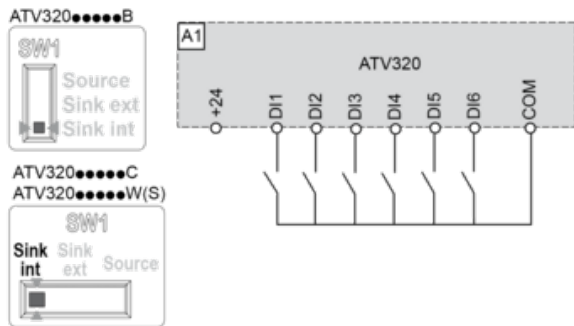 ATV320●●●●●B
SW1
Source
Sink ext
Sink int
ATV320●●●●●C
ATV320●●●●●W(S)
SW1
Sink int
Sink ext
Source
A1
ATV320
+24
DI1
DI2
DI3
DI4
DI5
DI6
COM